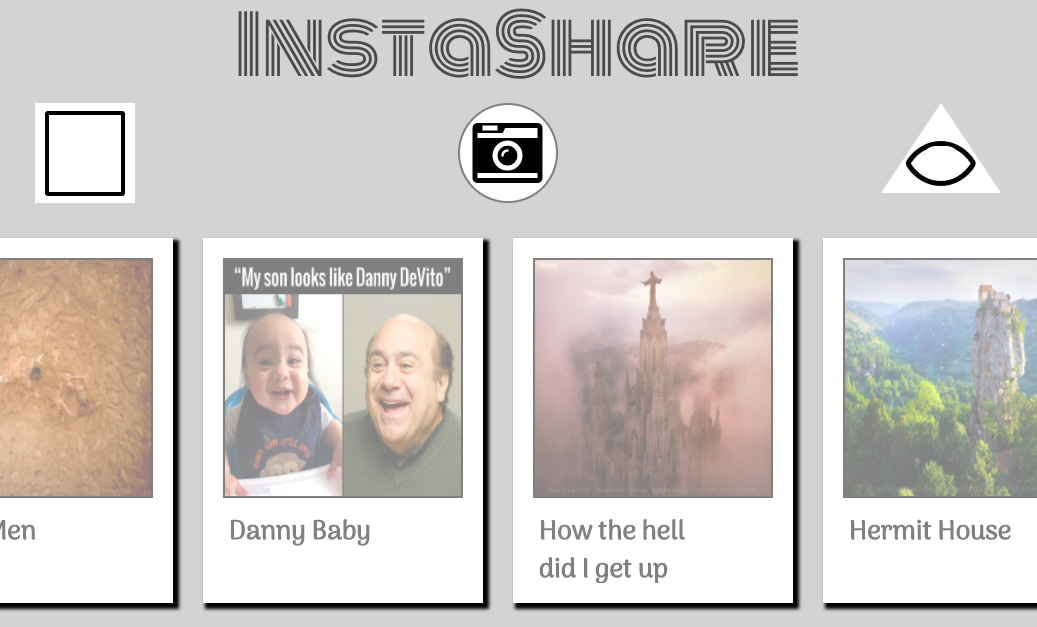 InstaShare
“My son looks like Danny DeVito”
Men
Danny Baby
How the hell
did I get up
Hermit House